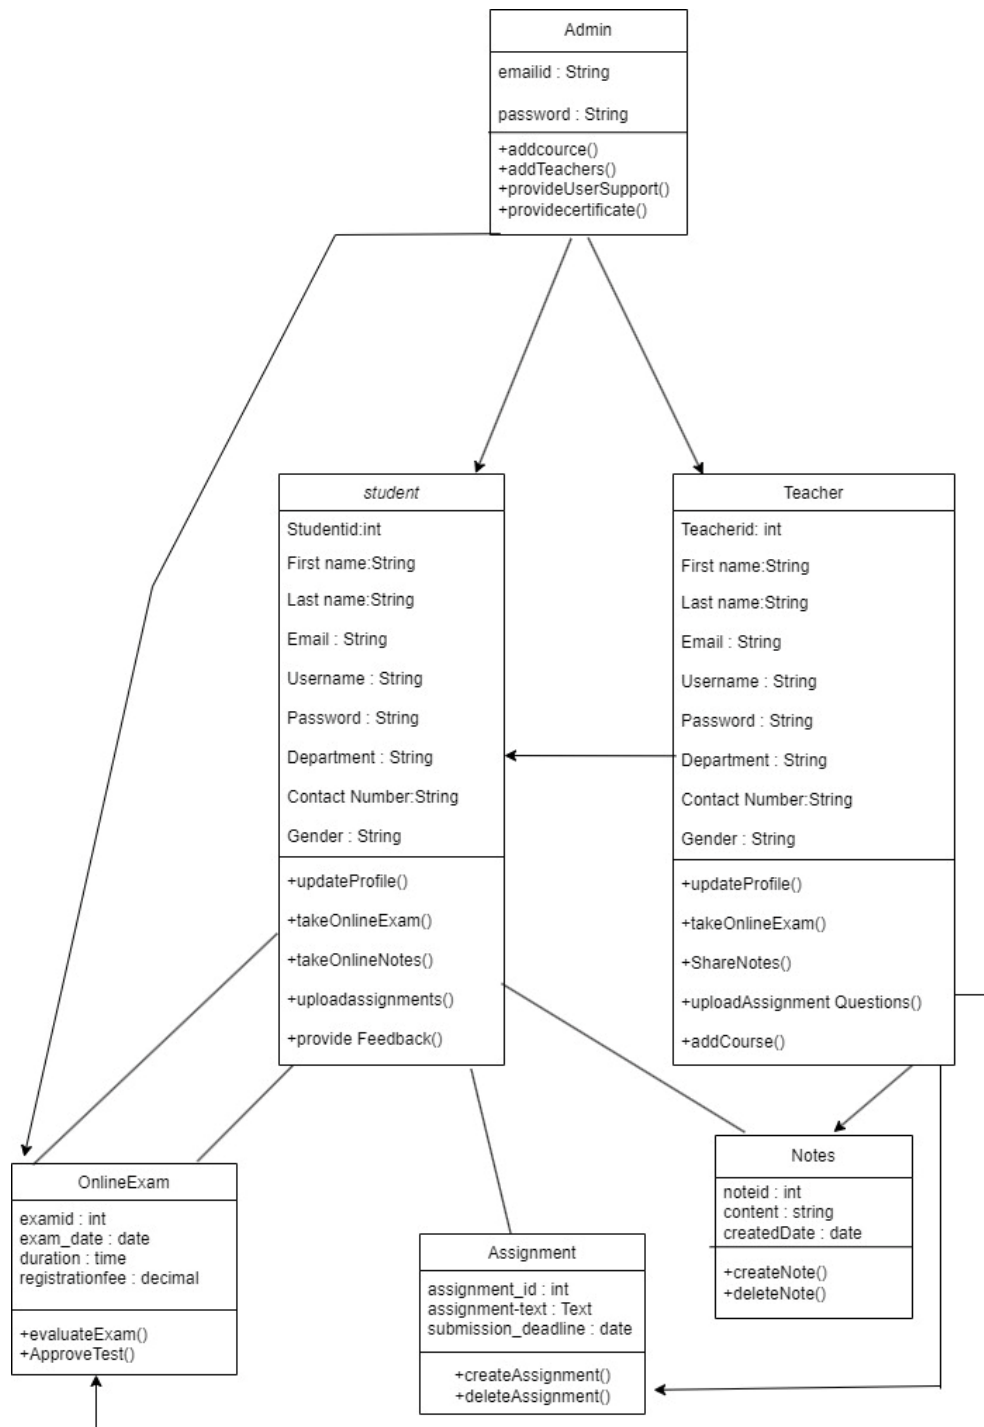 Admin
emailid : String
password : String
+addcource()
+addTeachers()
+provideUserSupport()
+providecertificate()
student
Studentid:int
First name:String
Last name:String
Email : String
Username : String
Password : String
Department : String
Contact Number:String
Gender : String
+updateProfile()
+takeOnlineExam()
+takeOnlineNotes()
+uploadassignments()
+provide Feedback()
Teacher
Teacherid: int
First name:String
Last name:String
Email : String
Username : String
Password : String
Department : String
Contact Number:String
Gender : String
+updateProfile()
+takeOnlineExam()
+ShareNotes()
+uploadAssignment Questions()
+addCourse()
OnlineExam
examid : int
exam_date : date
duration : time
registrationfee : decimal
+evaluateExam()
+ApproveTest()
Assignment
assignment_id : int
assignment-text : Text
submission_deadline : date
+createAssignment()
+deleteAssignment()
Notes
noteid : int
content : string
createdDate : date
+createNote()
+deleteNote()